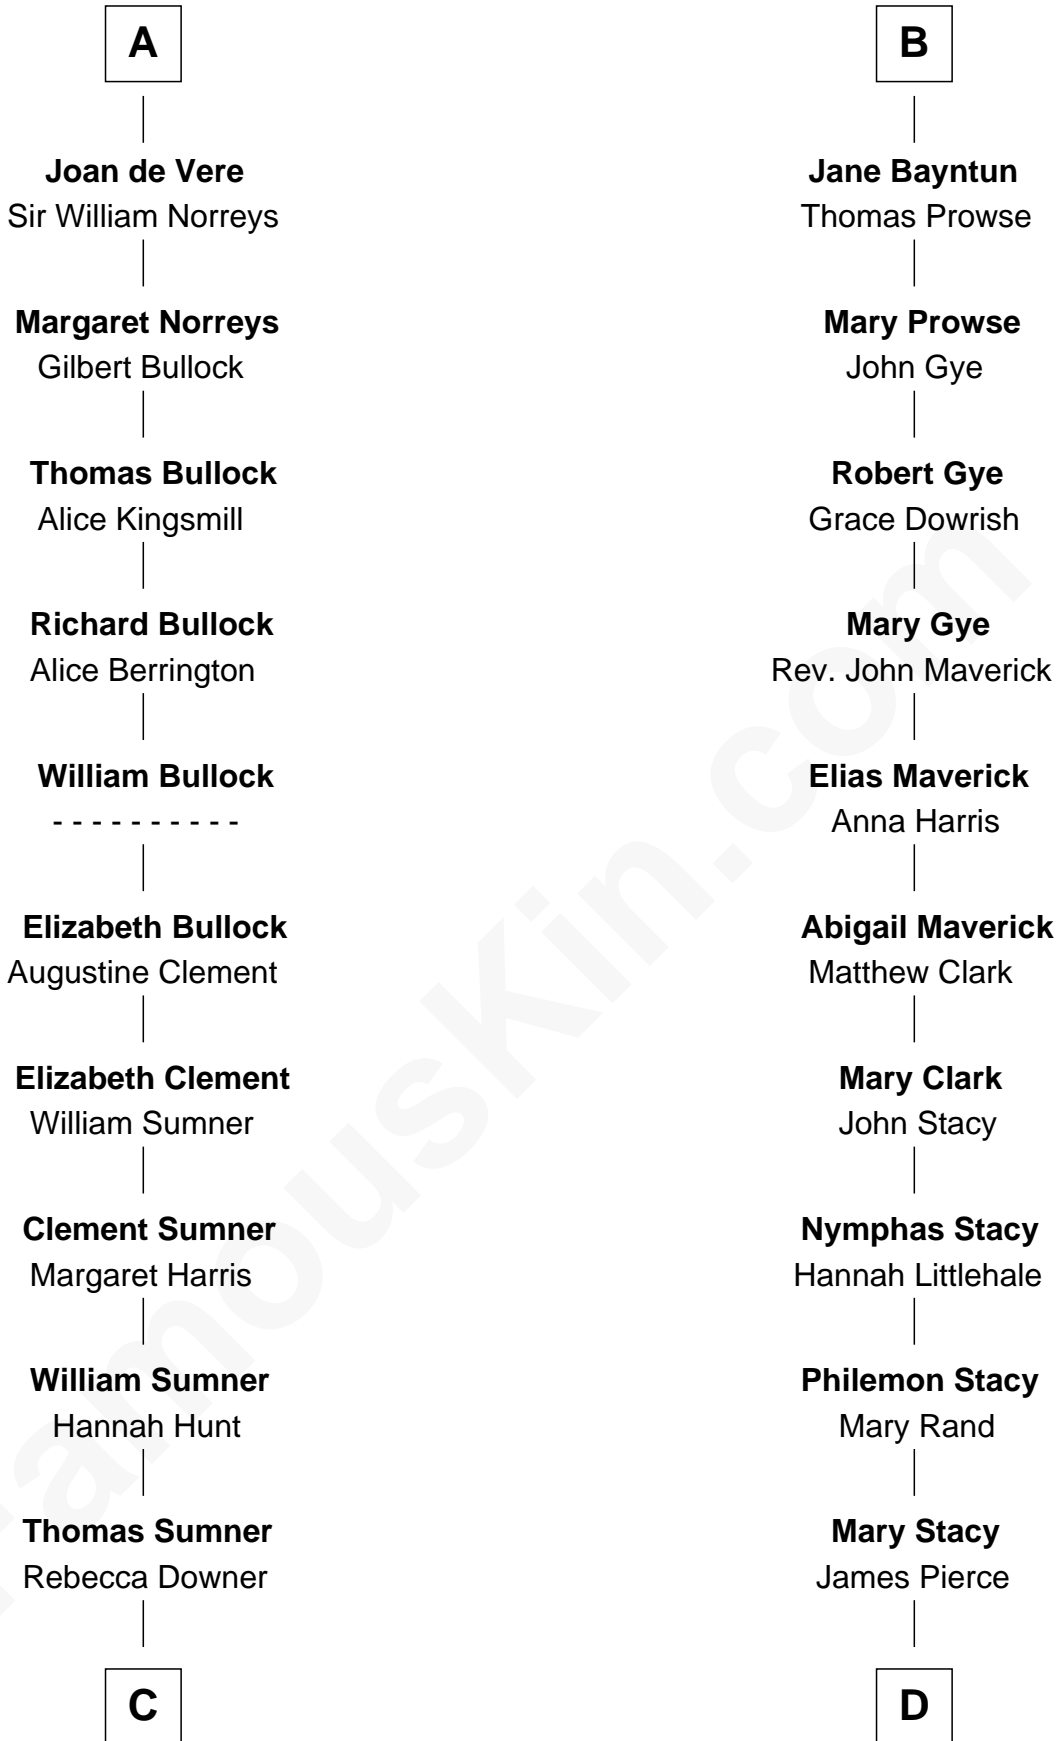 A
Joan de Vere
Sir William Norreys
Margaret Norreys
Gilbert Bullock
Thomas Bullock
Alice Kingsmill
Richard Bullock
Alice Berrington
William Bullock
- - - - - - - - - -
Elizabeth Bullock
Augustine Clement
Elizabeth Clement
William Sumner
Clement Sumner
Margaret Harris
William Sumner
Hannah Hunt
Thomas Sumner
Rebecca Downer
C
B
Jane Bayntun
Thomas Prowse
Mary Prowse
John Gye
Robert Gye
Grace Dowrish
Mary Gye
Rev. John Maverick
Elias Maverick
Anna Harris
Abigail Maverick
Matthew Clark
Mary Clark
John Stacy
Nymphas Stacy
Hannah Littlehale
Philemon Stacy
Mary Rand
Mary Stacy
James Pierce
D
FamousKin.com